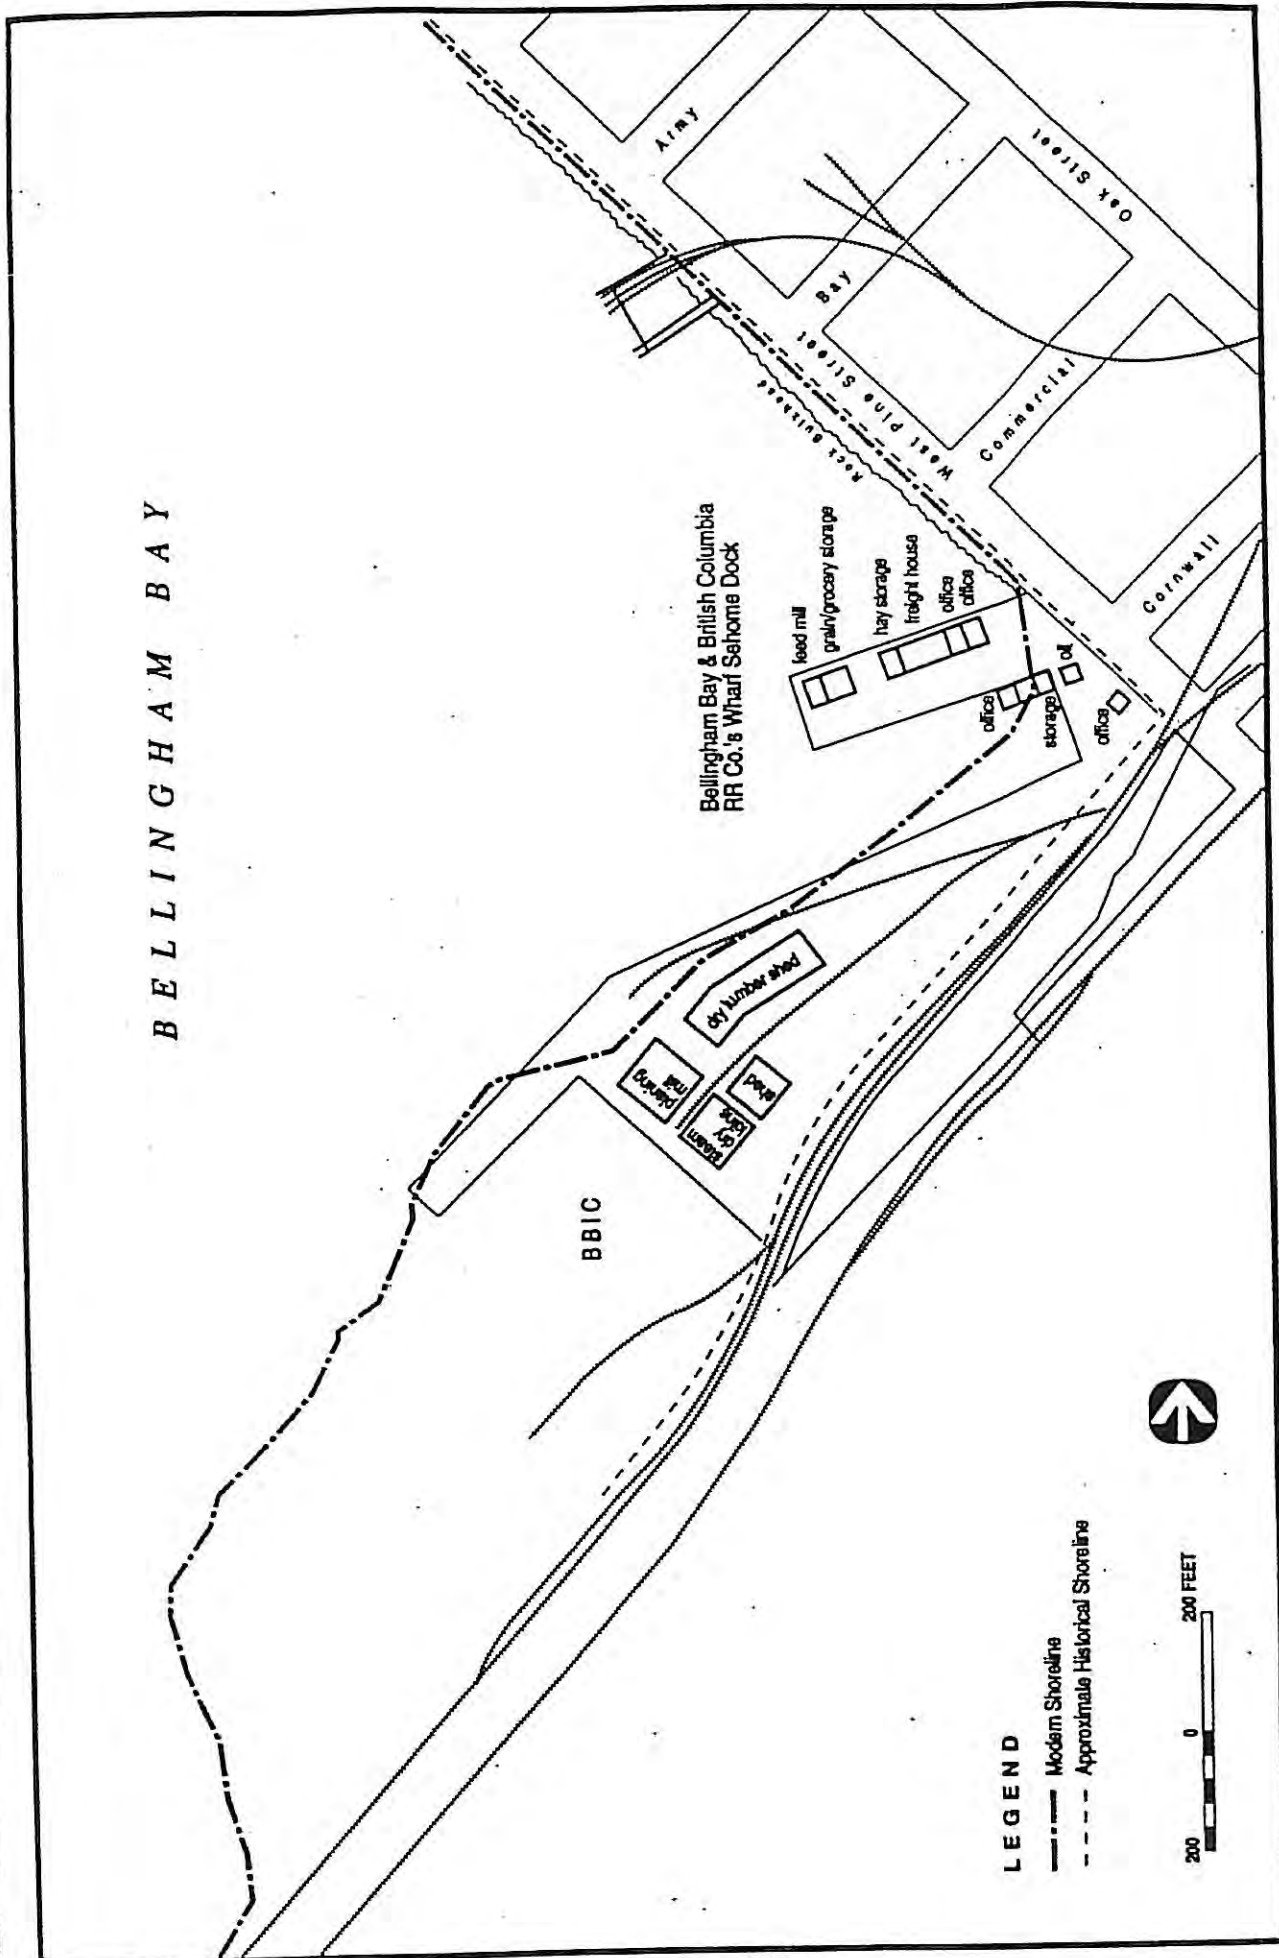 BELLINGHAM BAY
Bellingham Bay & British Columbia
RR Co.'s Wharf Sehome Dock
feed mill
grain/grocery storage
hay storage
freight house
office
office
office
storage
oil
office
Rock Bulkhead
West Pine Street
Army
Bay
Commercial
Cornwall
Oak Street
dry lumber shed
planing
mill
shed
steam
dry
kilns
BBIC
LEGEND
Modern Shoreline
Approximate Historical Shoreline
200 0 200 FEET